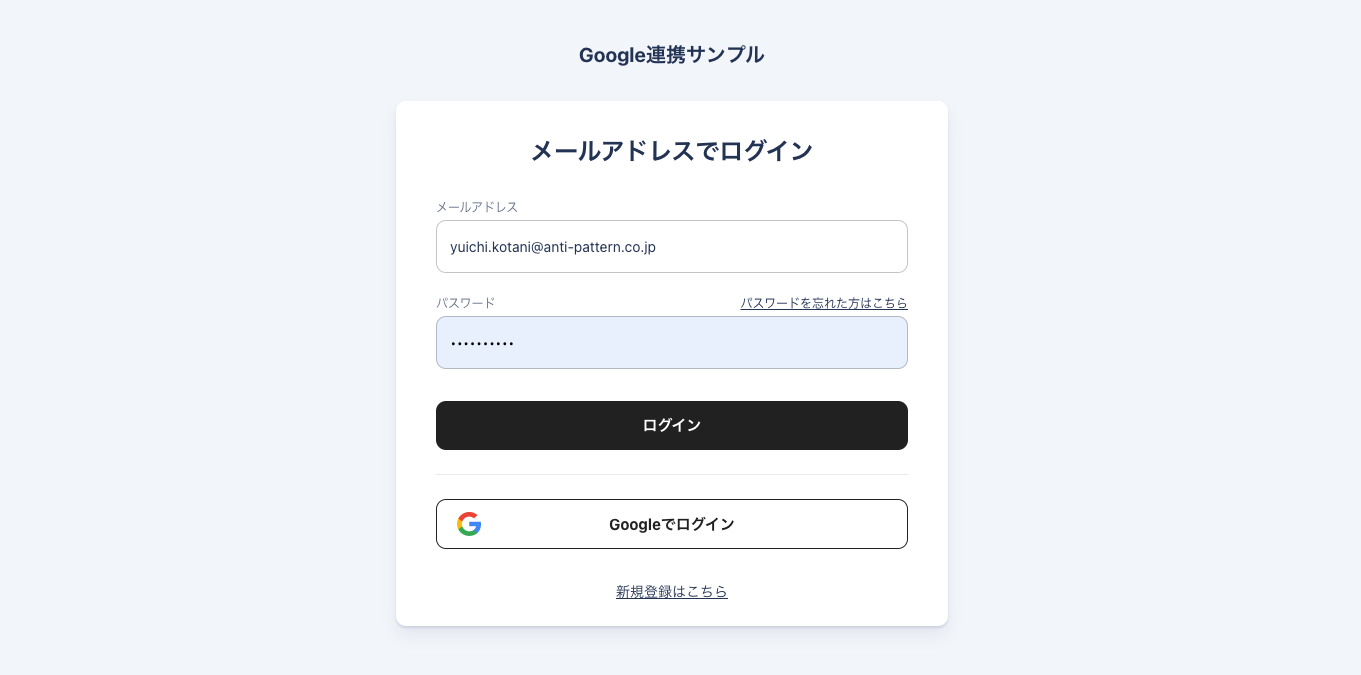 Google連携サンプル
メールアドレスでログイン
メールアドレス
yuichi.kotani@anti-pattern.co.jp
パスワード パスワードを忘れた方はこちら
••••••••••
ログイン
Googleでログイン
新規登録はこちら